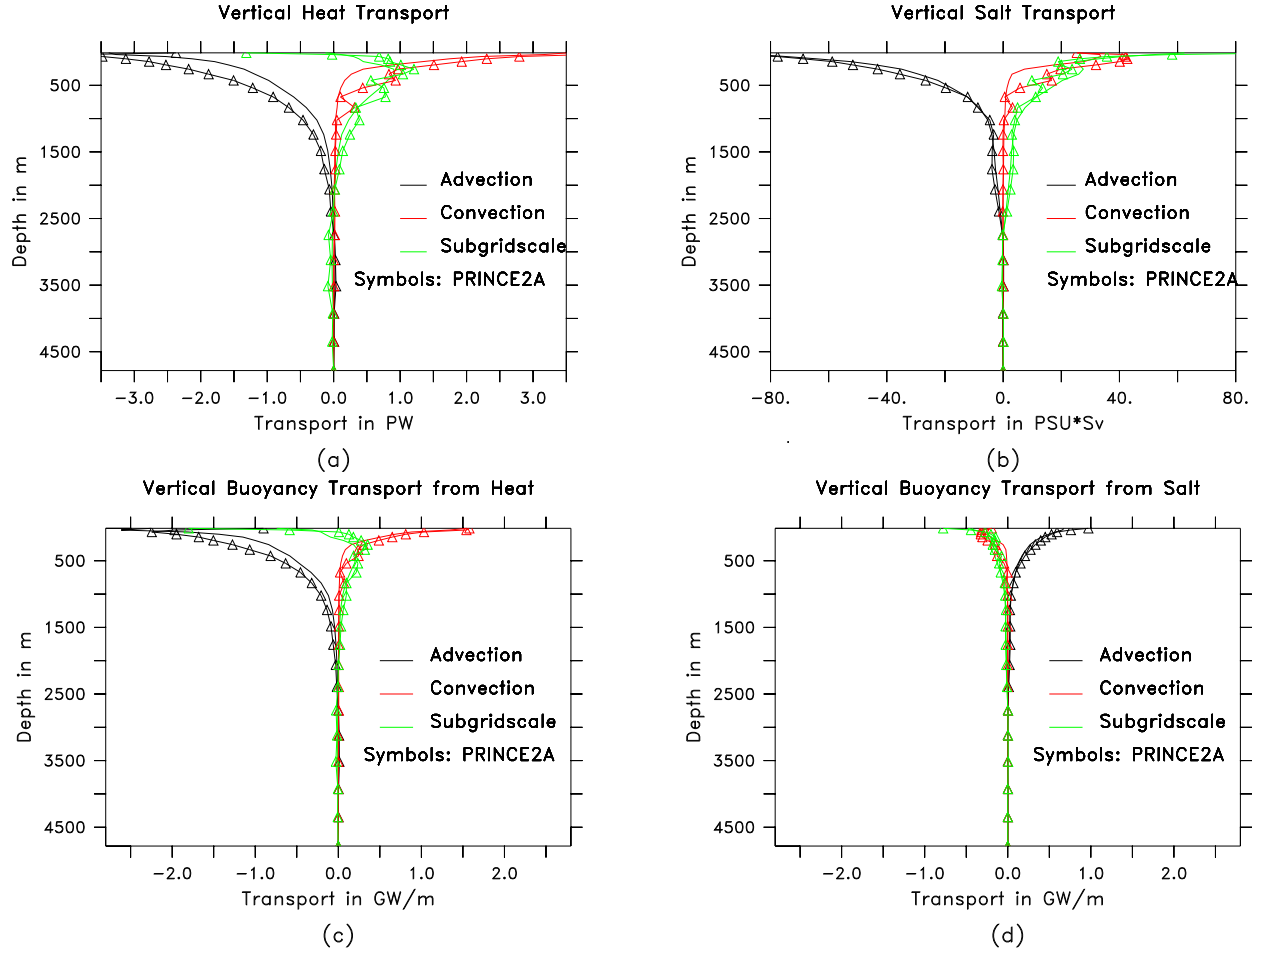 Vertical Heat Transport
500
1500
2500
3500
4500
Depth in m
Advection
Convection
Subgridscale
Symbols: PRINCE2A
-3.0 -2.0 -1.0 0.0 1.0 2.0 3.0
Transport in PW
(a)
Vertical Salt Transport
500
1500
2500
3500
4500
Depth in m
Advection
Convection
Subgridscale
Symbols: PRINCE2A
-80. -40. 0. 40. 80.
Transport in PSU*Sv
(b)
Vertical Buoyancy Transport from Heat
500
1500
2500
3500
4500
Depth in m
Advection
Convection
Subgridscale
Symbols: PRINCE2A
-2.0 -1.0 0.0 1.0 2.0
Transport in GW/m
(c)
Vertical Buoyancy Transport from Salt
500
1500
2500
3500
4500
Depth in m
Advection
Convection
Subgridscale
Symbols: PRINCE2A
-2.0 -1.0 0.0 1.0 2.0
Transport in GW/m
(d)